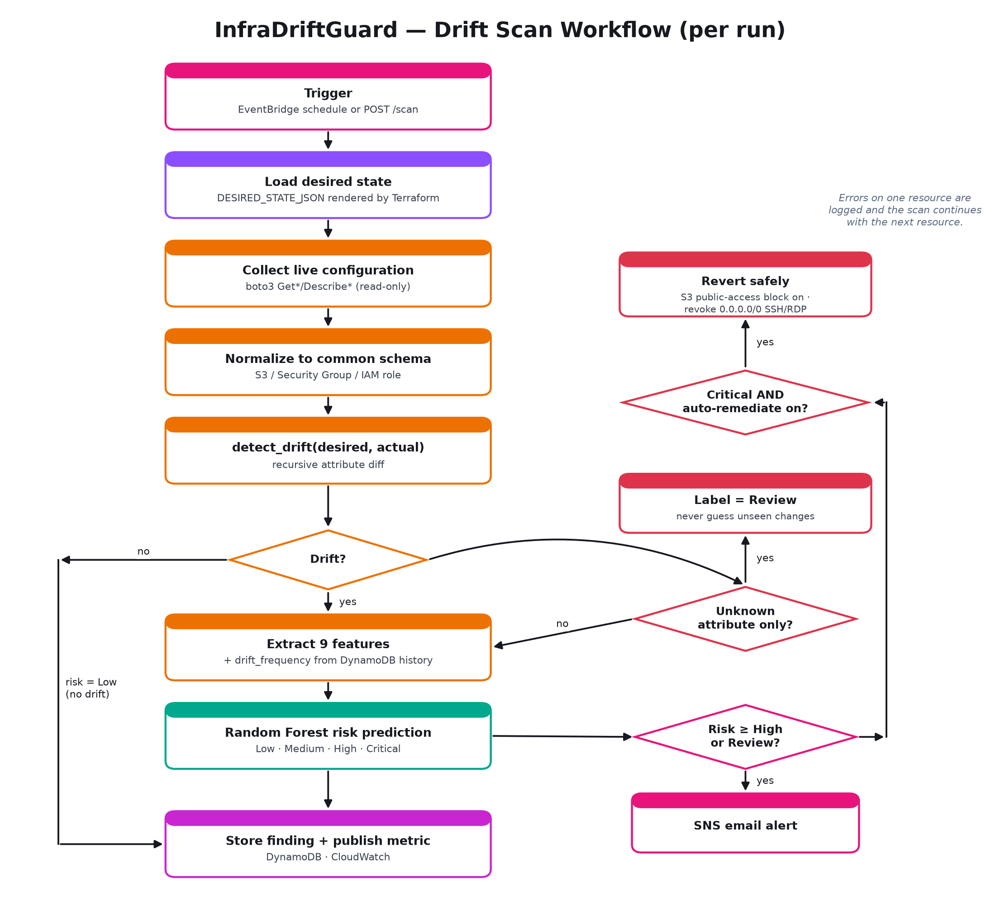 InfraDriftGuard — Drift Scan Workflow (per run)
Trigger
EventBridge schedule or POST /scan
Load desired state
DESIRED_STATE_JSON rendered by Terraform
Errors on one resource are
logged and the scan continues
with the next resource.
Collect live configuration
boto3 Get*/Describe* (read-only)
Revert safely
S3 public-access block on ·
revoke 0.0.0.0/0 SSH/RDP
yes
Normalize to common schema
S3 / Security Group / IAM role
Critical AND
auto-remediate on?
detect_drift(desired, actual)
recursive attribute diff
Label = Review
never guess unseen changes
yes
no
Drift?
yes
Unknown
attribute only?
no
Extract 9 features
+ drift_frequency from DynamoDB history
risk = Low
(no drift)
Random Forest risk prediction
Low · Medium · High · Critical
Risk ≥ High
or Review?
yes
SNS email alert
Store finding + publish metric
DynamoDB · CloudWatch